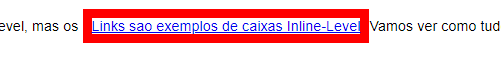 evel, mas os Links sao exemplos de caixas Inline-Level Vamos ver como tud